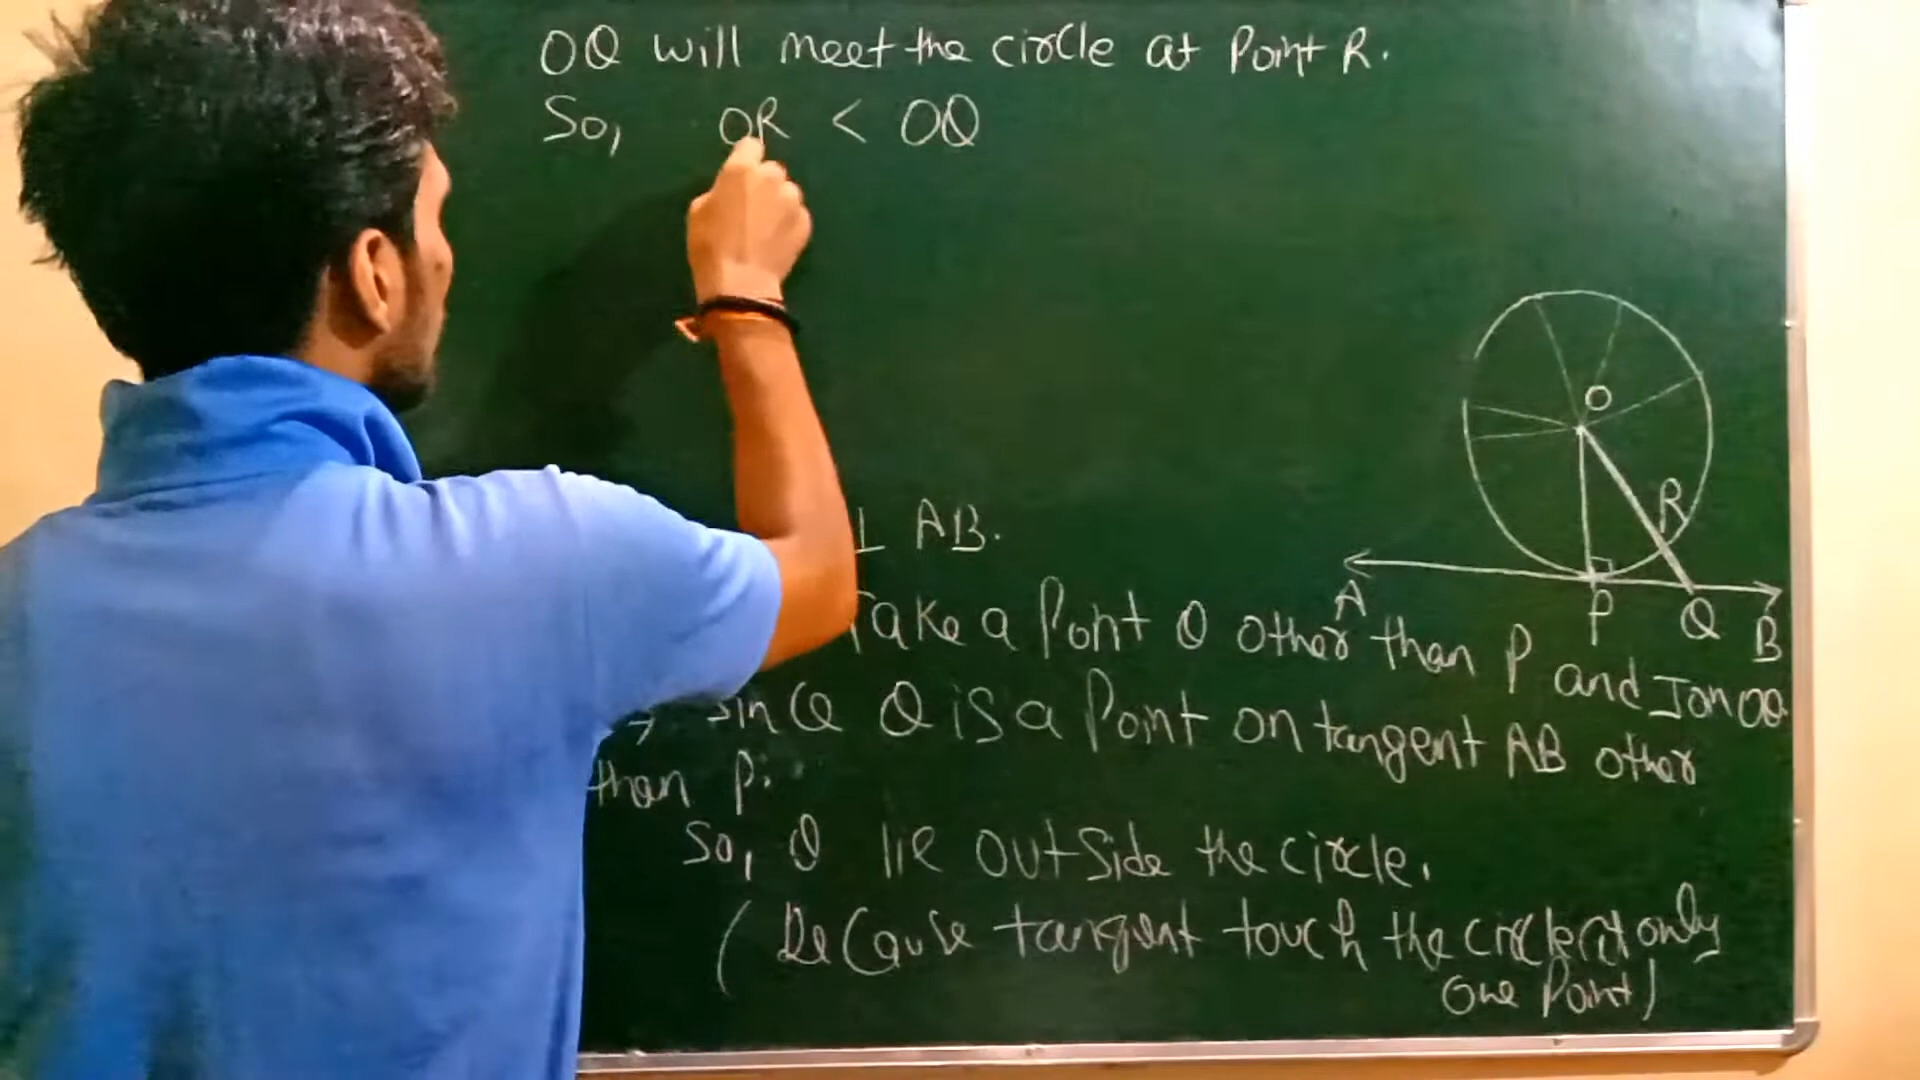 OQ will meet the circle at Point R.
So, OR < OQ
O
R
A
P
Q
B
⊥ AB.
Take a Point Q other than P and Join OQ.
→ Since Q is a Point on tangent AB other
than P.
So, Q lie outside the circle.
(Because tangent touch the circle at only
one Point)